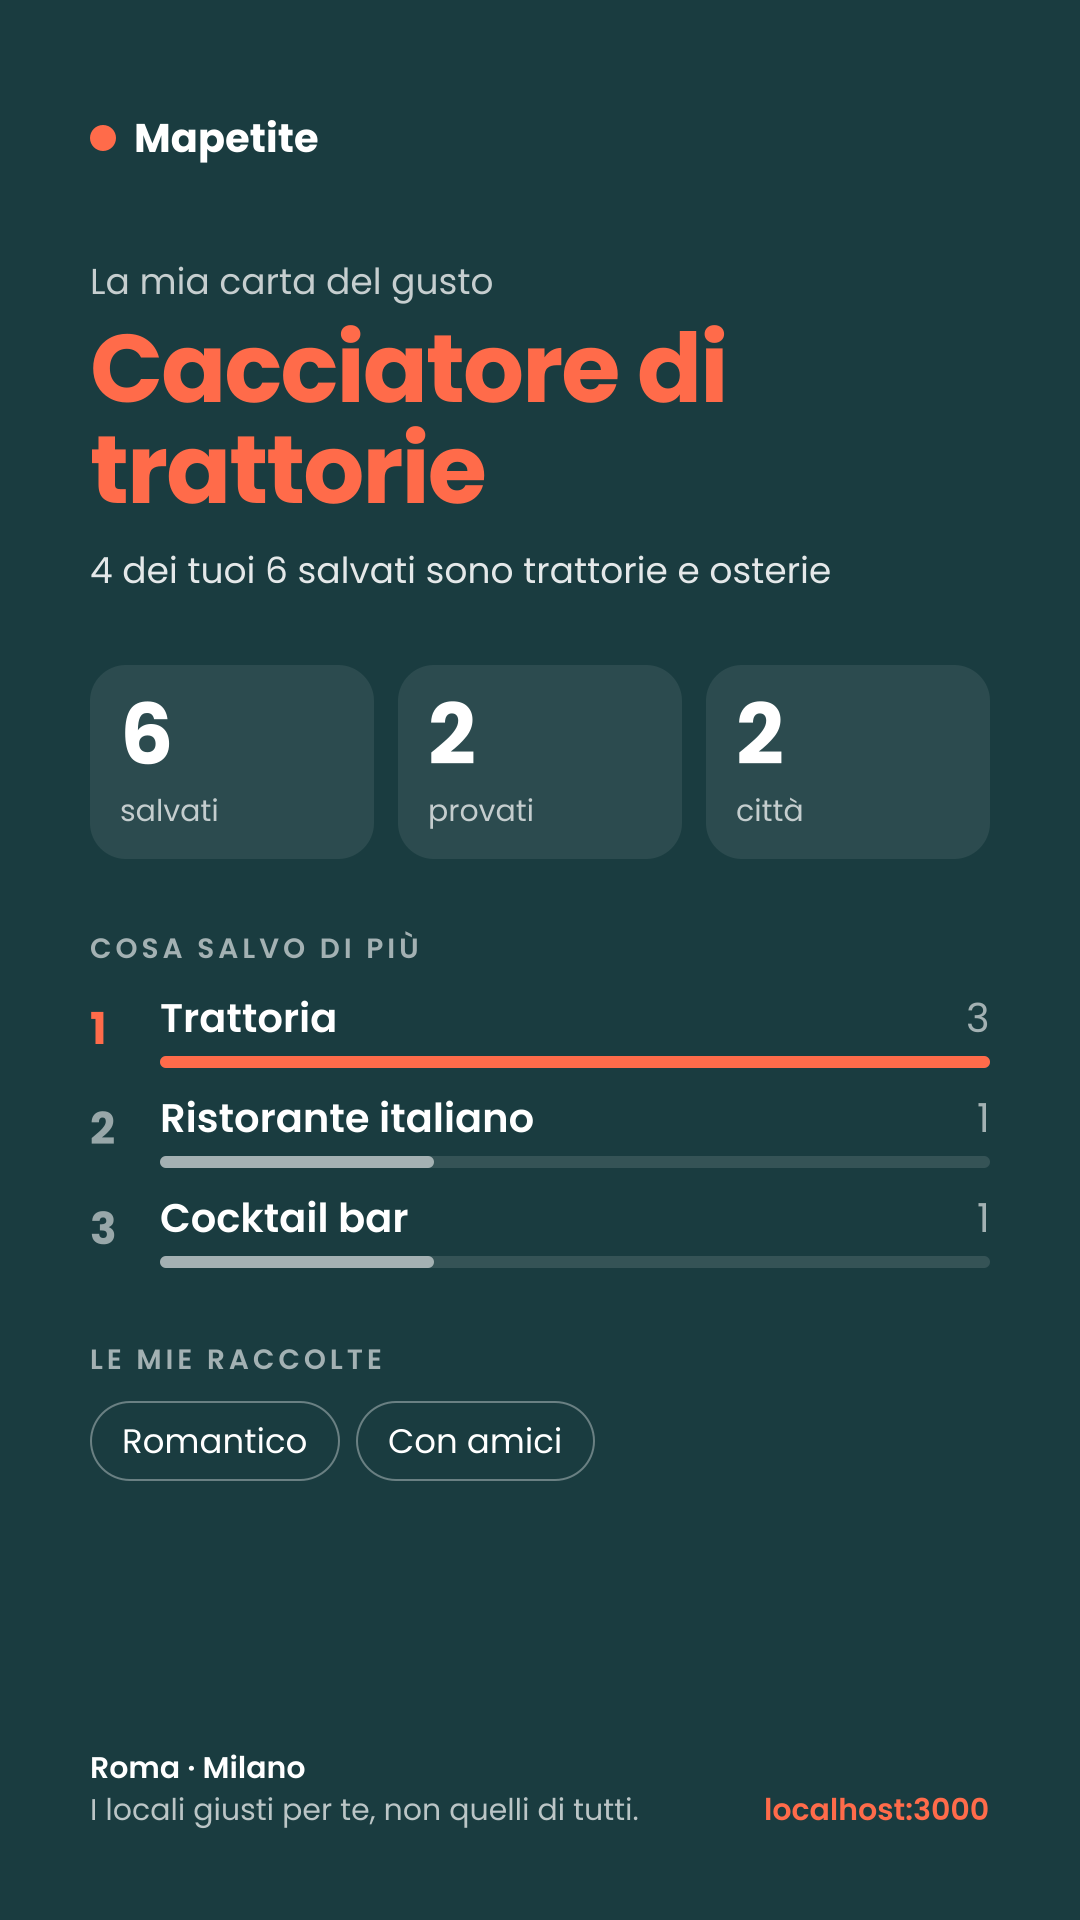 Mapetite
La mia carta del gusto
Cacciatore di
trattorie
4 dei tuoi 6 salvati sono trattorie e osterie
6
salvati
2
provati
2
città
COSA SALVO DI PIÙ
1 Trattoria 3
2 Ristorante italiano 1
3 Cocktail bar 1
LE MIE RACCOLTE
Romantico Con amici
Roma · Milano
I locali giusti per te, non quelli di tutti. localhost:3000